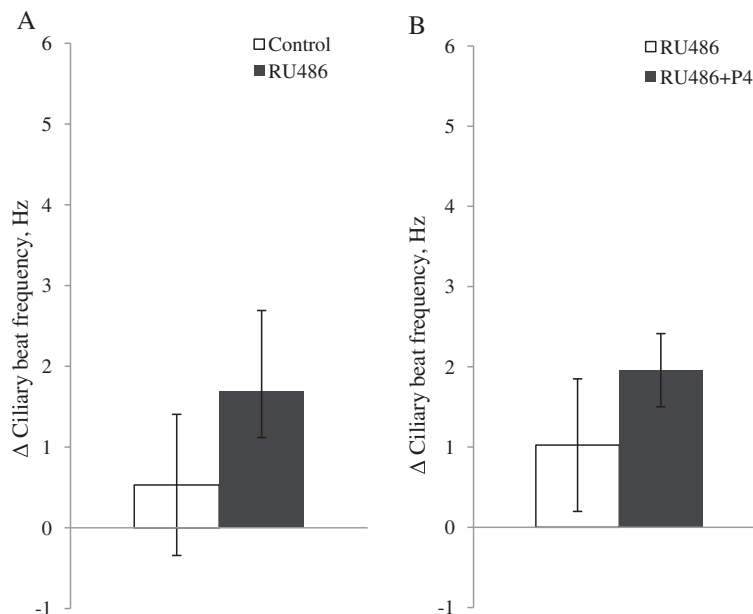 A
Control
RU486
6
5
4
3
2
1
0
-1
Δ Ciliary beat frequency, Hz
B
RU486
RU486+P4
6
5
4
3
2
1
0
-1
Δ Ciliary beat frequency, Hz